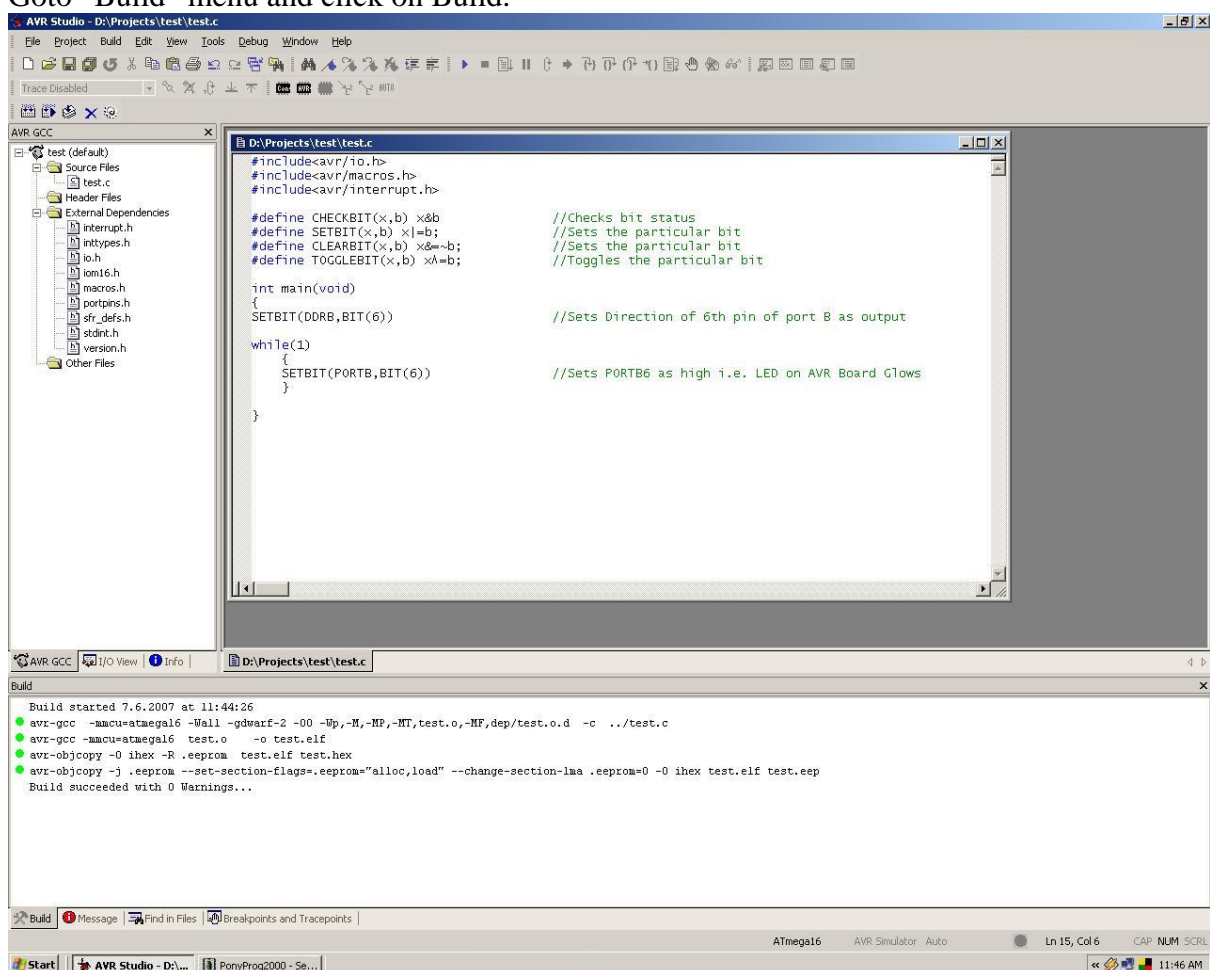 Goto "Build" menu and click on Build.
AVR Studio - D:\Projects\test\test.c
File Project Build Edit View Tools Debug Window Help
Trace Disabled
Con AVR AUTO
AVR GCC
test (default)
Source Files
test.c
Header Files
External Dependencies
interrupt.h
inttypes.h
io.h
iom16.h
macros.h
portpins.h
sfr_defs.h
stdint.h
version.h
Other Files
D:\Projects\test\test.c
#include<avr/io.h>
#include<avr/macros.h>
#include<avr/interrupt.h>
#define CHECKBIT(x,b) x&b //Checks bit status
#define SETBIT(x,b) x|=b; //Sets the particular bit
#define CLEARBIT(x,b) x&=~b; //Sets the particular bit
#define TOGGLEBIT(x,b) x^=b; //Toggles the particular bit
int main(void)
{
SETBIT(DDRB,BIT(6)) //Sets Direction of 6th pin of port B as output
while(1)
{
SETBIT(PORTB,BIT(6)) //Sets PORTB6 as high i.e. LED on AVR Board Glows
}
}
AVR GCC I/O View Info
D:\Projects\test\test.c
Build
Build started 7.6.2007 at 11:44:26
avr-gcc -mmcu=atmega16 -Wall -gdwarf-2 -O0 -Wp,-M,-MP,-MT,test.o,-MF,dep/test.o.d -c ../test.c
avr-gcc -mmcu=atmega16 test.o -o test.elf
avr-objcopy -O ihex -R .eeprom test.elf test.hex
avr-objcopy -j .eeprom --set-section-flags=.eeprom="alloc,load" --change-section-lma .eeprom=0 -O ihex test.elf test.eep
Build succeeded with 0 Warnings...
Build Message Find in Files Breakpoints and Tracepoints
ATmega16 AVR Simulator Auto Ln 15, Col 6 CAP NUM SCRL
Start AVR Studio - D:\... PonyProg2000 - Se... 11:46 AM